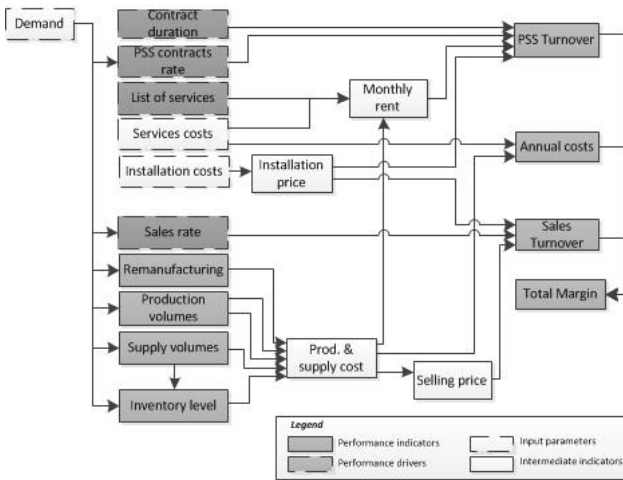 Demand
Contract
duration
PSS contracts
rate
List of services
Services costs
Installation costs
Installation
price
Monthly
rent
PSS Turnover
Annual costs
Sales rate
Sales
Turnover
Remanufacturing
Production
volumes
Total Margin
Supply volumes
Prod. &
supply cost
Selling price
Inventory level
Legend
Performance indicators
Input parameters
Performance drivers
Intermediate indicators